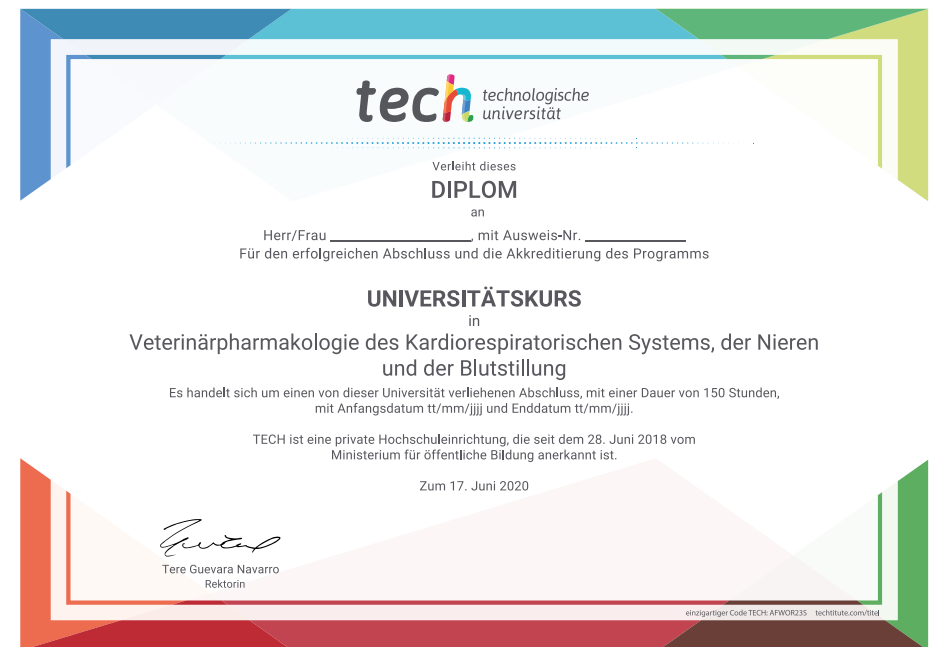 tech technologische
universität
Verleiht dieses
DIPLOM
an
Herr/Frau ____________________, mit Ausweis-Nr. ______________
Für den erfolgreichen Abschluss und die Akkreditierung des Programms
UNIVERSITÄTSKURS
in
Veterinärpharmakologie des Kardiorespiratorischen Systems, der Nieren
und der Blutstillung
Es handelt sich um einen von dieser Universität verliehenen Abschluss, mit einer Dauer von 150 Stunden,
mit Anfangsdatum tt/mm/jjjj und Enddatum tt/mm/jjjj.
TECH ist eine private Hochschuleinrichtung, die seit dem 28. Juni 2018 vom
Ministerium für öffentliche Bildung anerkannt ist.
Zum 17. Juni 2020
Tere Guevara Navarro
Rektorin
einzigartiger Code TECH: AFWOR23S techtitute.com/titel